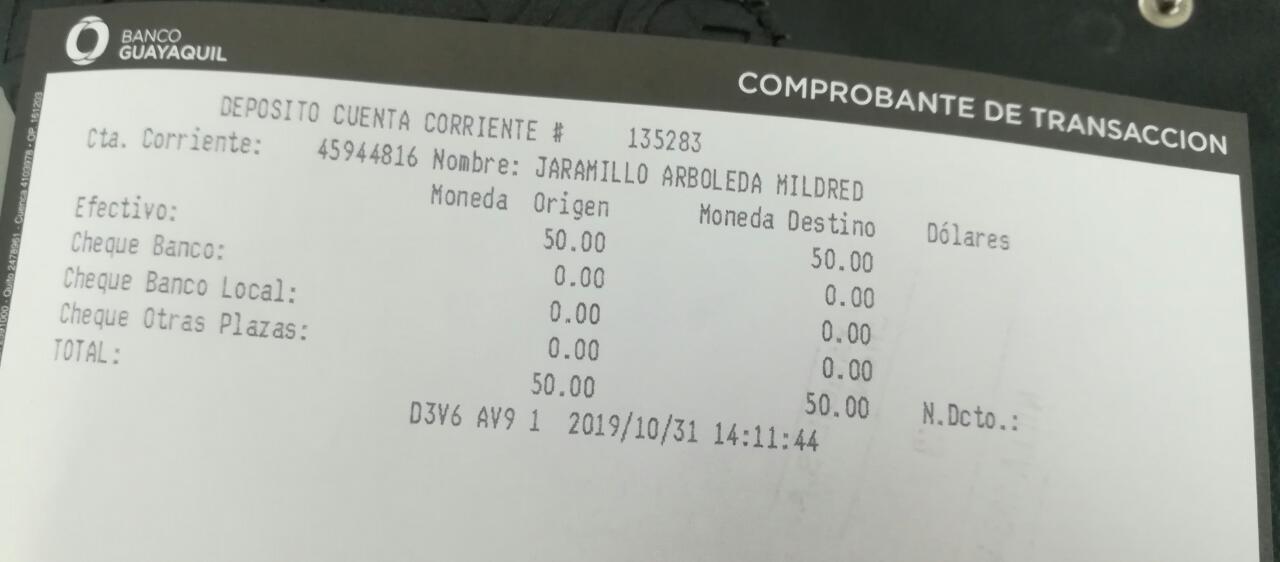 BANCO
GUAYAQUIL
COMPROBANTE DE TRANSACCION
DEPOSITO CUENTA CORRIENTE # 135283
Cta. Corriente: 45944816 Nombre: JARAMILLO ARBOLEDA MILDRED
Moneda Origen Moneda Destino Dólares
Efectivo: 50.00 50.00
Cheque Banco: 0.00 0.00
Cheque Banco Local: 0.00 0.00
Cheque Otras Plazas: 0.00 0.00
TOTAL: 50.00 50.00 N.Dcto.:
D3V6 AV9 1 2019/10/31 14:11:44
Quito 2478961 - Cuenca 4103978 - OP. 161203